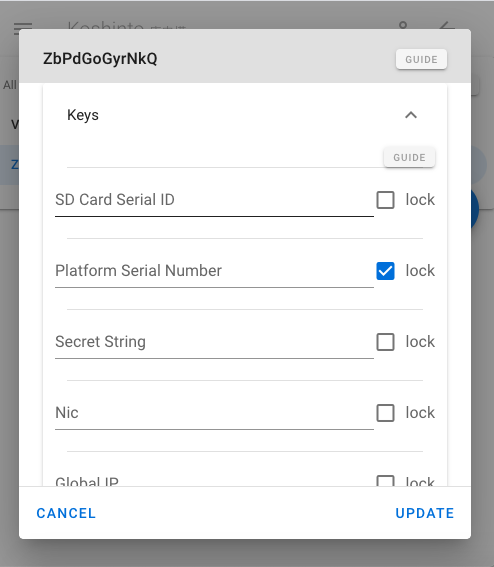 Koshinto
ZbPdGoGyrNkQ
GUIDE
All
Keys
V
GUIDE
Z
SD Card Serial ID
lock
Platform Serial Number
lock
Secret String
lock
Nic
lock
Global IP
lock
CANCEL
UPDATE